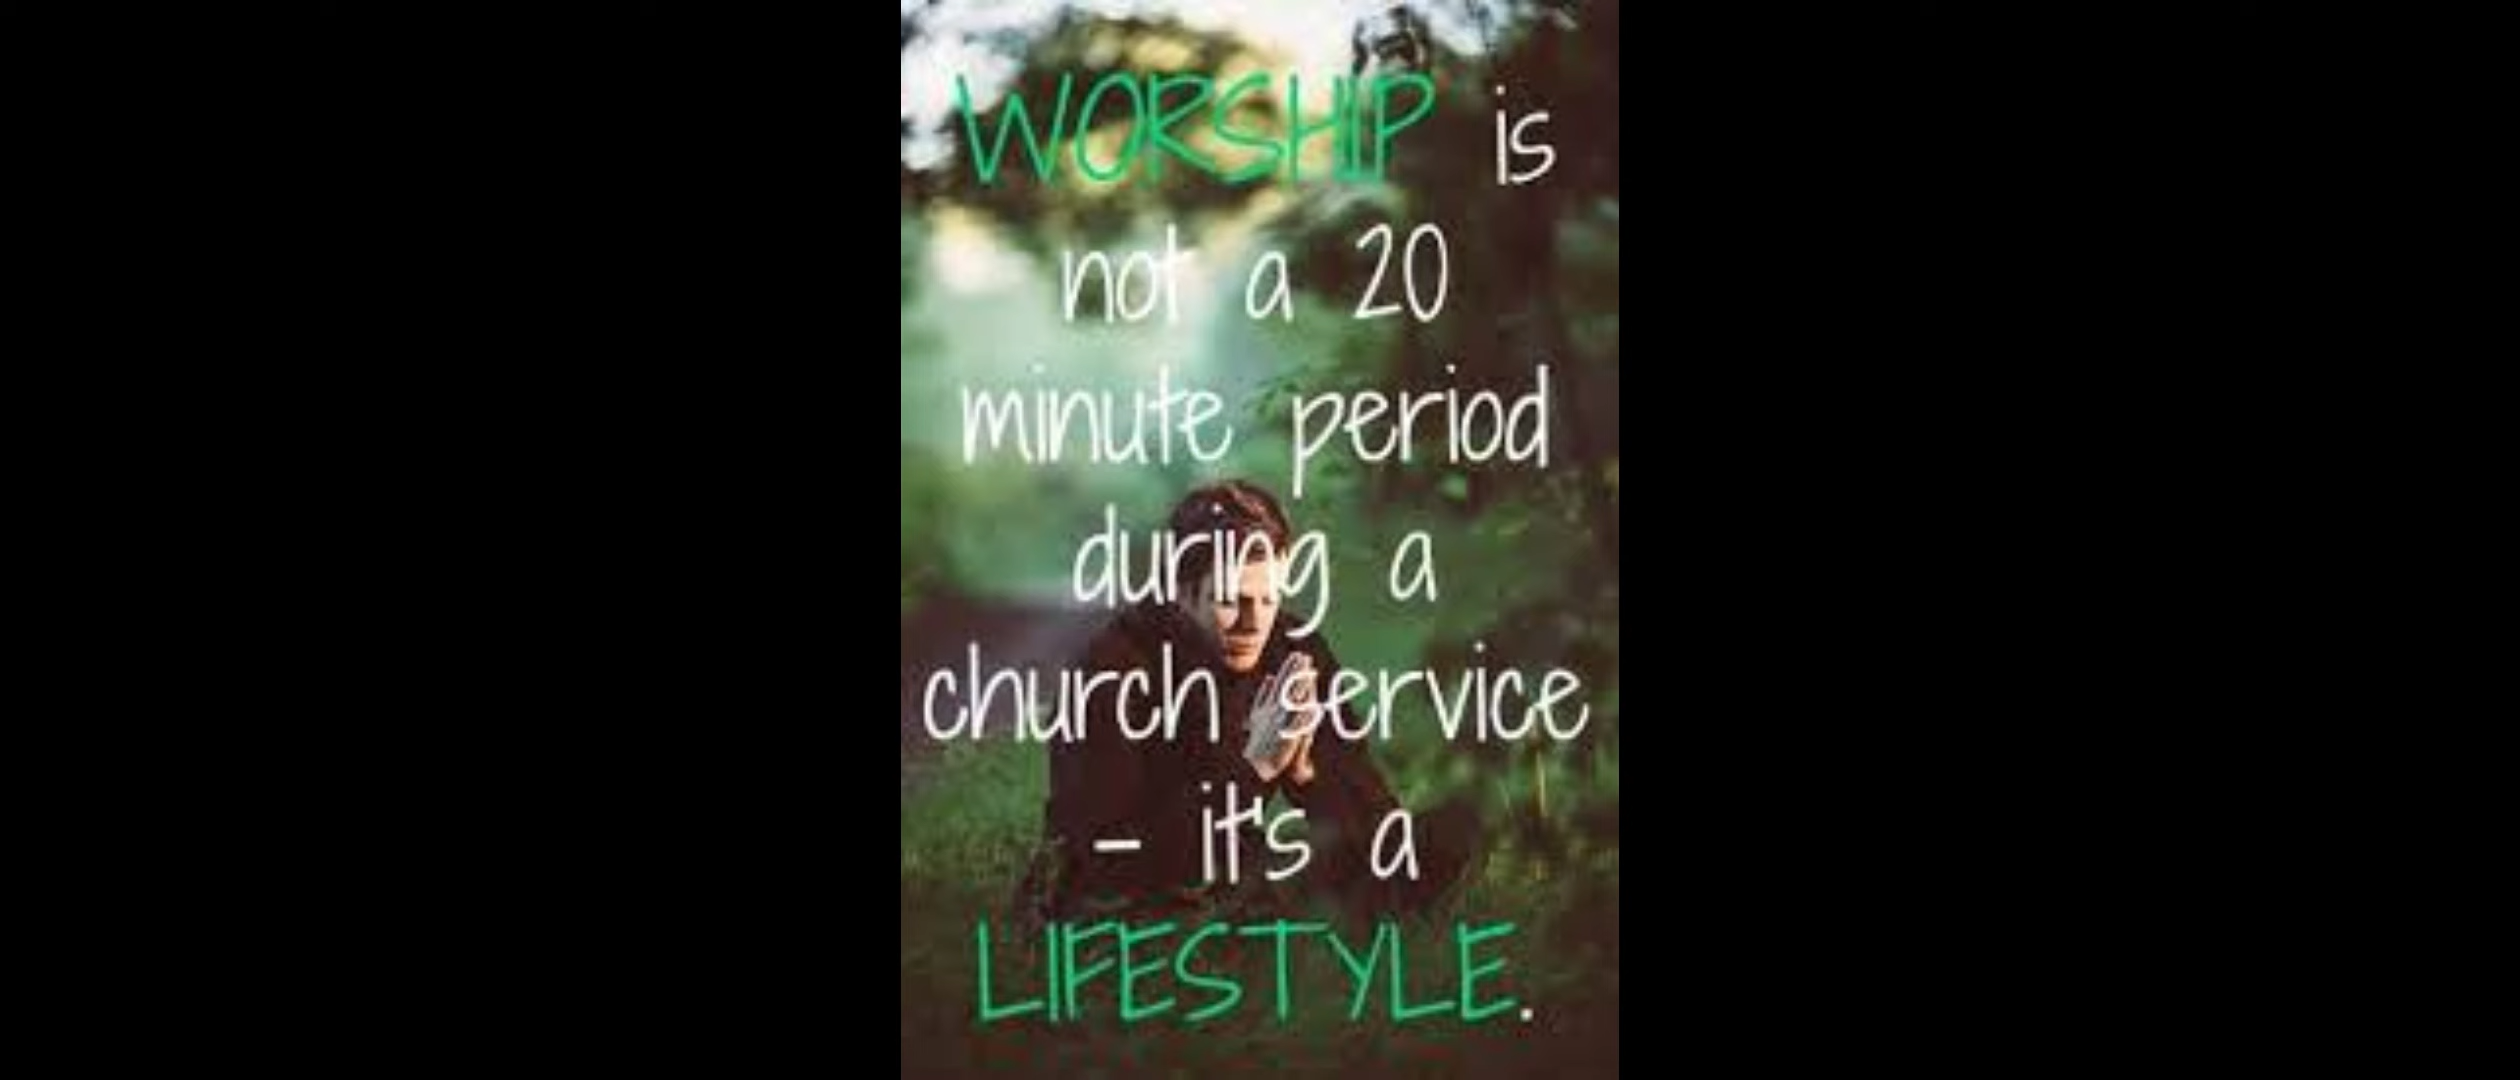 WORSHIP is
not a 20
minute period
during a
church service
- it's a
LIFESTYLE.